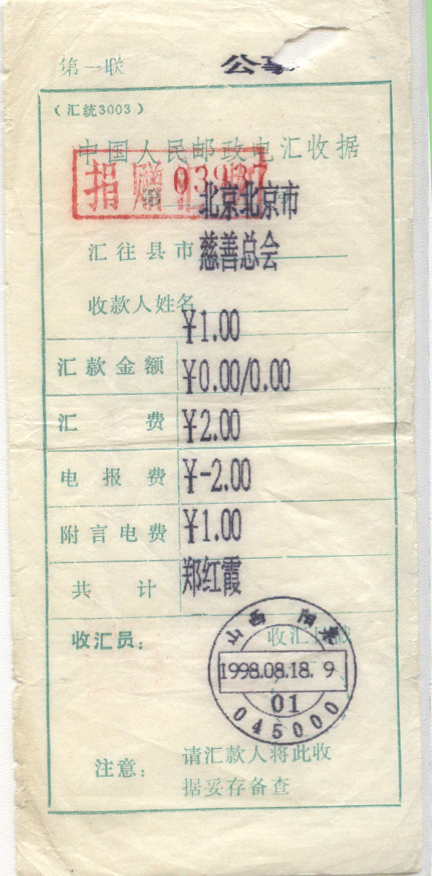 第一联 公
(汇统3003)
中国人民邮政电汇收据
捐赠
03937
第 北京北京市
汇往县市 慈善总会
收款人姓名
¥1.00
汇款金额 ¥0.00/0.00
汇费 ¥2.00
电报费 ¥-2.00
附言电费 ¥1.00
共计 郑红霞
收汇员:
收汇
山西 阳泉
1998.08.18. 9
01
045000
注意: 请汇款人将此收
据妥存备查